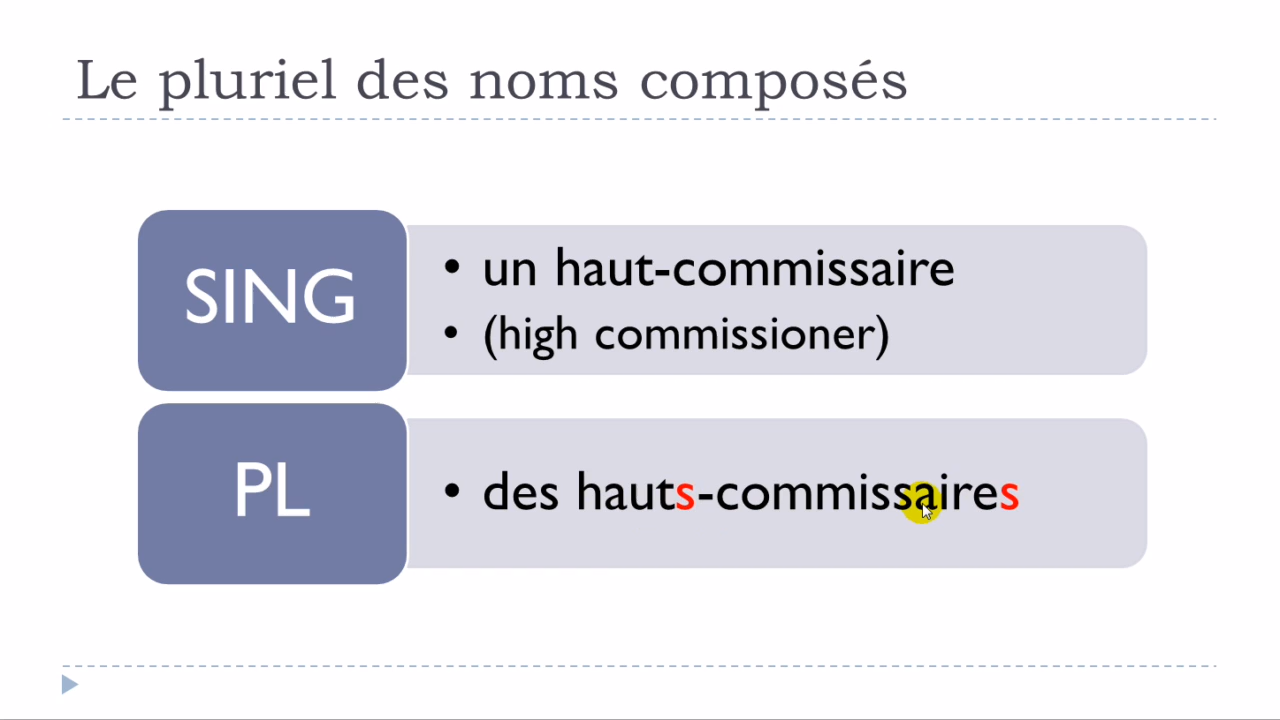 Le pluriel des noms composés
SING
• un haut-commissaire
• (high commissioner)
PL
• des hauts-commissaires